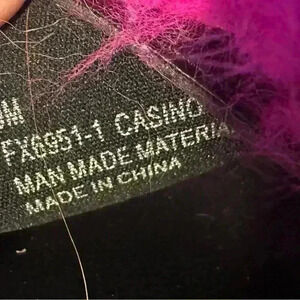 FX6951-1 CASINO
MAN MADE MATERIA
MADE IN CHINA